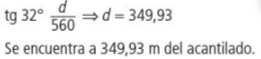 tg 32° d/560 ⇒ d = 349,93
Se encuentra a 349,93 m del acantilado.